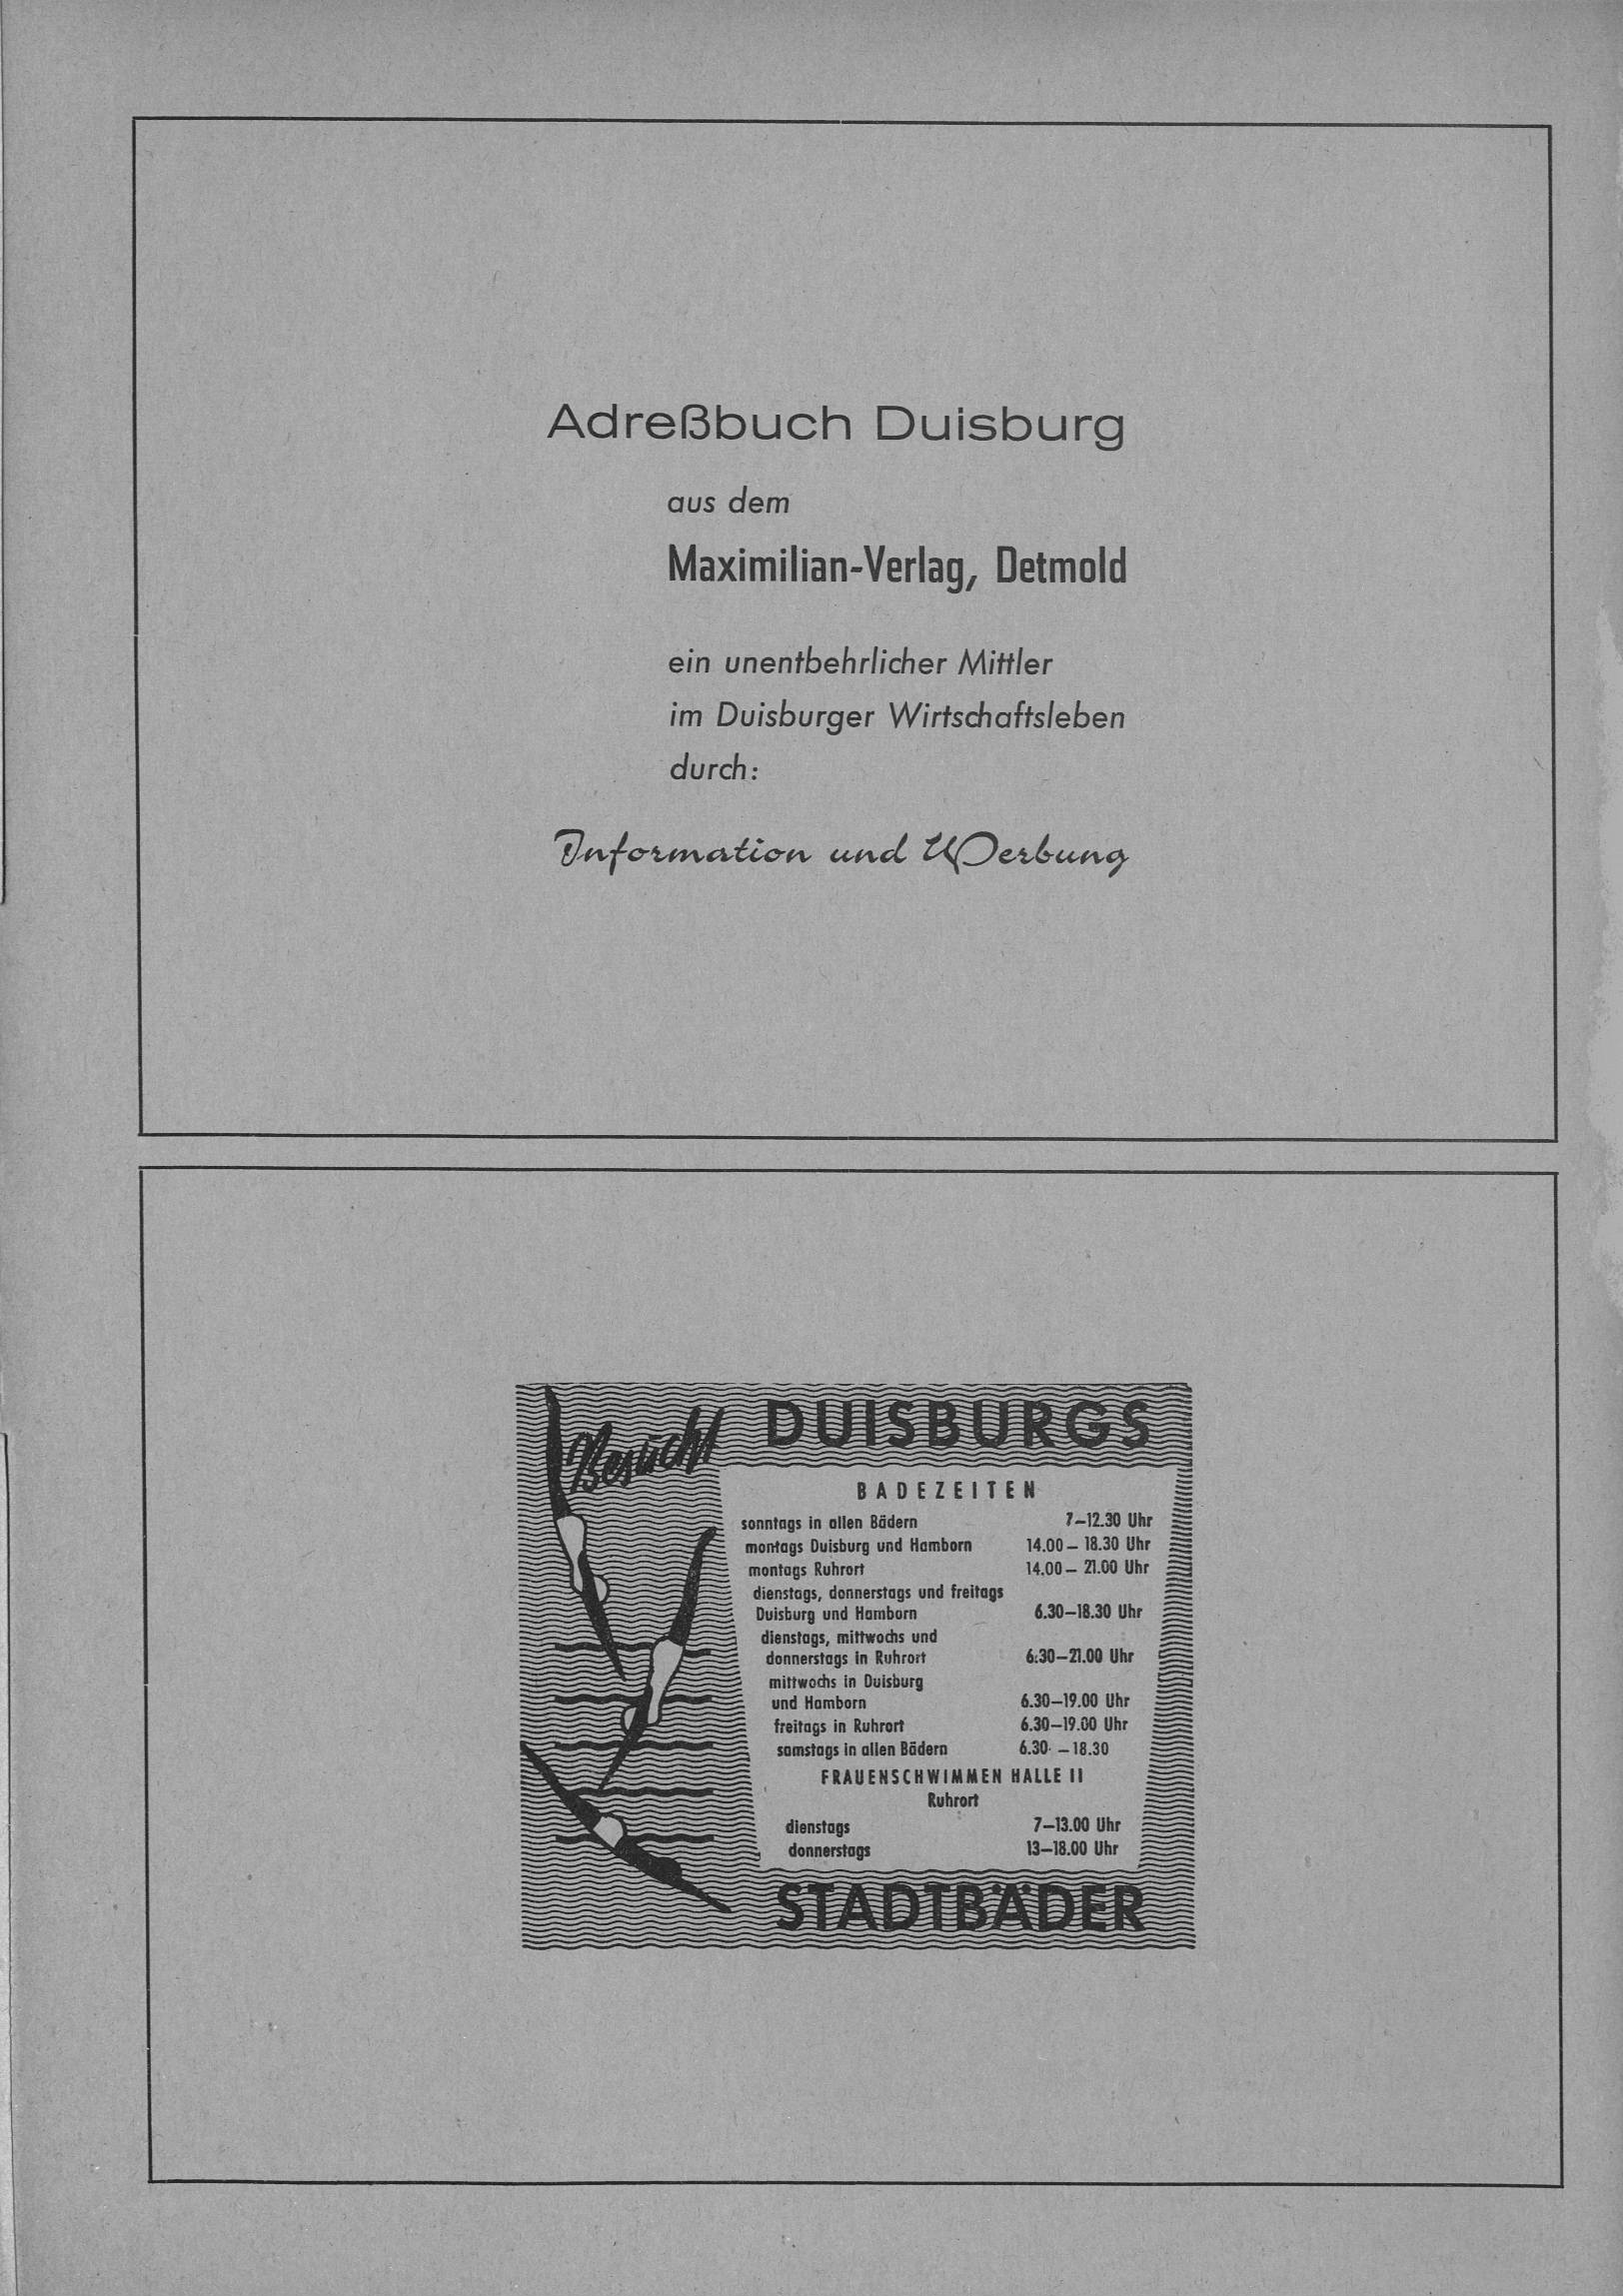 Adreßbuch Duisburg
aus dem
Maximilian-Verlag, Detmold
ein unentbehrlicher Mittler
im Duisburger Wirtschaftsleben
durch:
Information und Werbung
Besucht DUISBURGS
BADEZEITEN
sonntags in allen Bädern 7–12.30 Uhr
montags Duisburg und Hamborn 14.00 – 18.30 Uhr
montags Ruhrort 14.00 – 21.00 Uhr
dienstags, donnerstags und freitags
Duisburg und Hamborn 6.30–18.30 Uhr
dienstags, mittwochs und
donnerstags in Ruhrort 6.30–21.00 Uhr
mittwochs in Duisburg
und Hamborn 6.30–19.00 Uhr
freitags in Ruhrort 6.30–19.00 Uhr
samstags in allen Bädern 6.30 – 18.30
FRAUENSCHWIMMEN HALLE II
Ruhrort
dienstags 7–13.00 Uhr
donnerstags 13–18.00 Uhr
STADTBÄDER